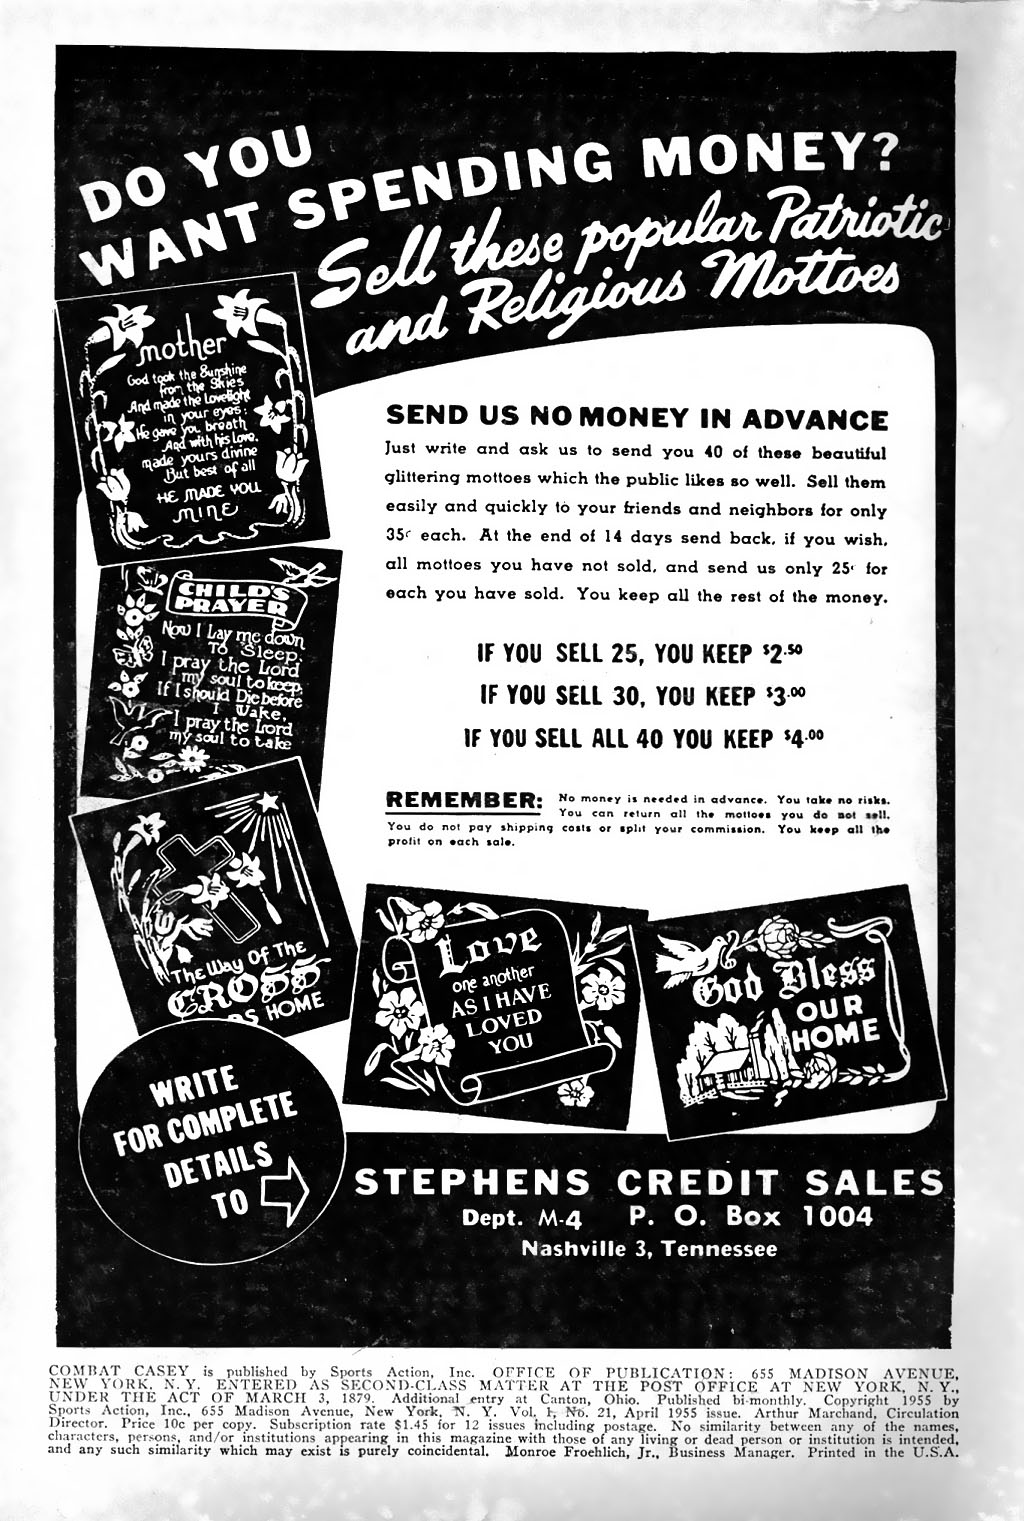 DO YOU
WANT SPENDING MONEY?
Sell these popular Patriotic
and Religious Mottoes
mother
God took the Sunshine
from the Skies
And made the Lovelight
in your eyes:
He gave you breath
And with his Love,
made yours divine
But best of all
HE MADE YOU
MINE
CHILD'S
PRAYER
Now I Lay me down
To Sleep,
I pray the Lord
my soul to keep,
If I should Die before
I Wake,
I pray the Lord
my soul to take
The Way Of The
CROSS
DS HOME
SEND US NO MONEY IN ADVANCE
Just write and ask us to send you 40 of these beautiful
glittering mottoes which the public likes so well. Sell them
easily and quickly to your friends and neighbors for only
35¢ each. At the end of 14 days send back, if you wish,
all mottoes you have not sold, and send us only 25¢ for
each you have sold. You keep all the rest of the money.
IF YOU SELL 25, YOU KEEP $2.50
IF YOU SELL 30, YOU KEEP $3.00
IF YOU SELL ALL 40 YOU KEEP $4.00
REMEMBER: No money is needed in advance. You take no risks.
You can return all the mottoes you do not sell.
You do not pay shipping costs or split your commission. You keep all the
profit on each sale.
Love
one another
AS I HAVE
LOVED
YOU
God Bless
OUR
HOME
WRITE
FOR COMPLETE
DETAILS
TO
STEPHENS CREDIT SALES
Dept. M-4 P. O. Box 1004
Nashville 3, Tennessee
COMBAT CASEY is published by Sports Action, Inc. OFFICE OF PUBLICATION: 655 MADISON AVENUE,
NEW YORK, N. Y. ENTERED AS SECOND-CLASS MATTER AT THE POST OFFICE AT NEW YORK, N. Y.,
UNDER THE ACT OF MARCH 3, 1879. Additional entry at Canton, Ohio. Published bi-monthly. Copyright 1955 by
Sports Action, Inc., 655 Madison Avenue, New York, N. Y. Vol. 1, No. 21, April 1955 issue. Arthur Marchand, Circulation
Director. Price 10c per copy. Subscription rate $1.45 for 12 issues including postage. No similarity between any of the names,
characters, persons, and/or institutions appearing in this magazine with those of any living or dead person or institution is intended,
and any such similarity which may exist is purely coincidental. Monroe Froehlich, Jr., Business Manager. Printed in the U.S.A.